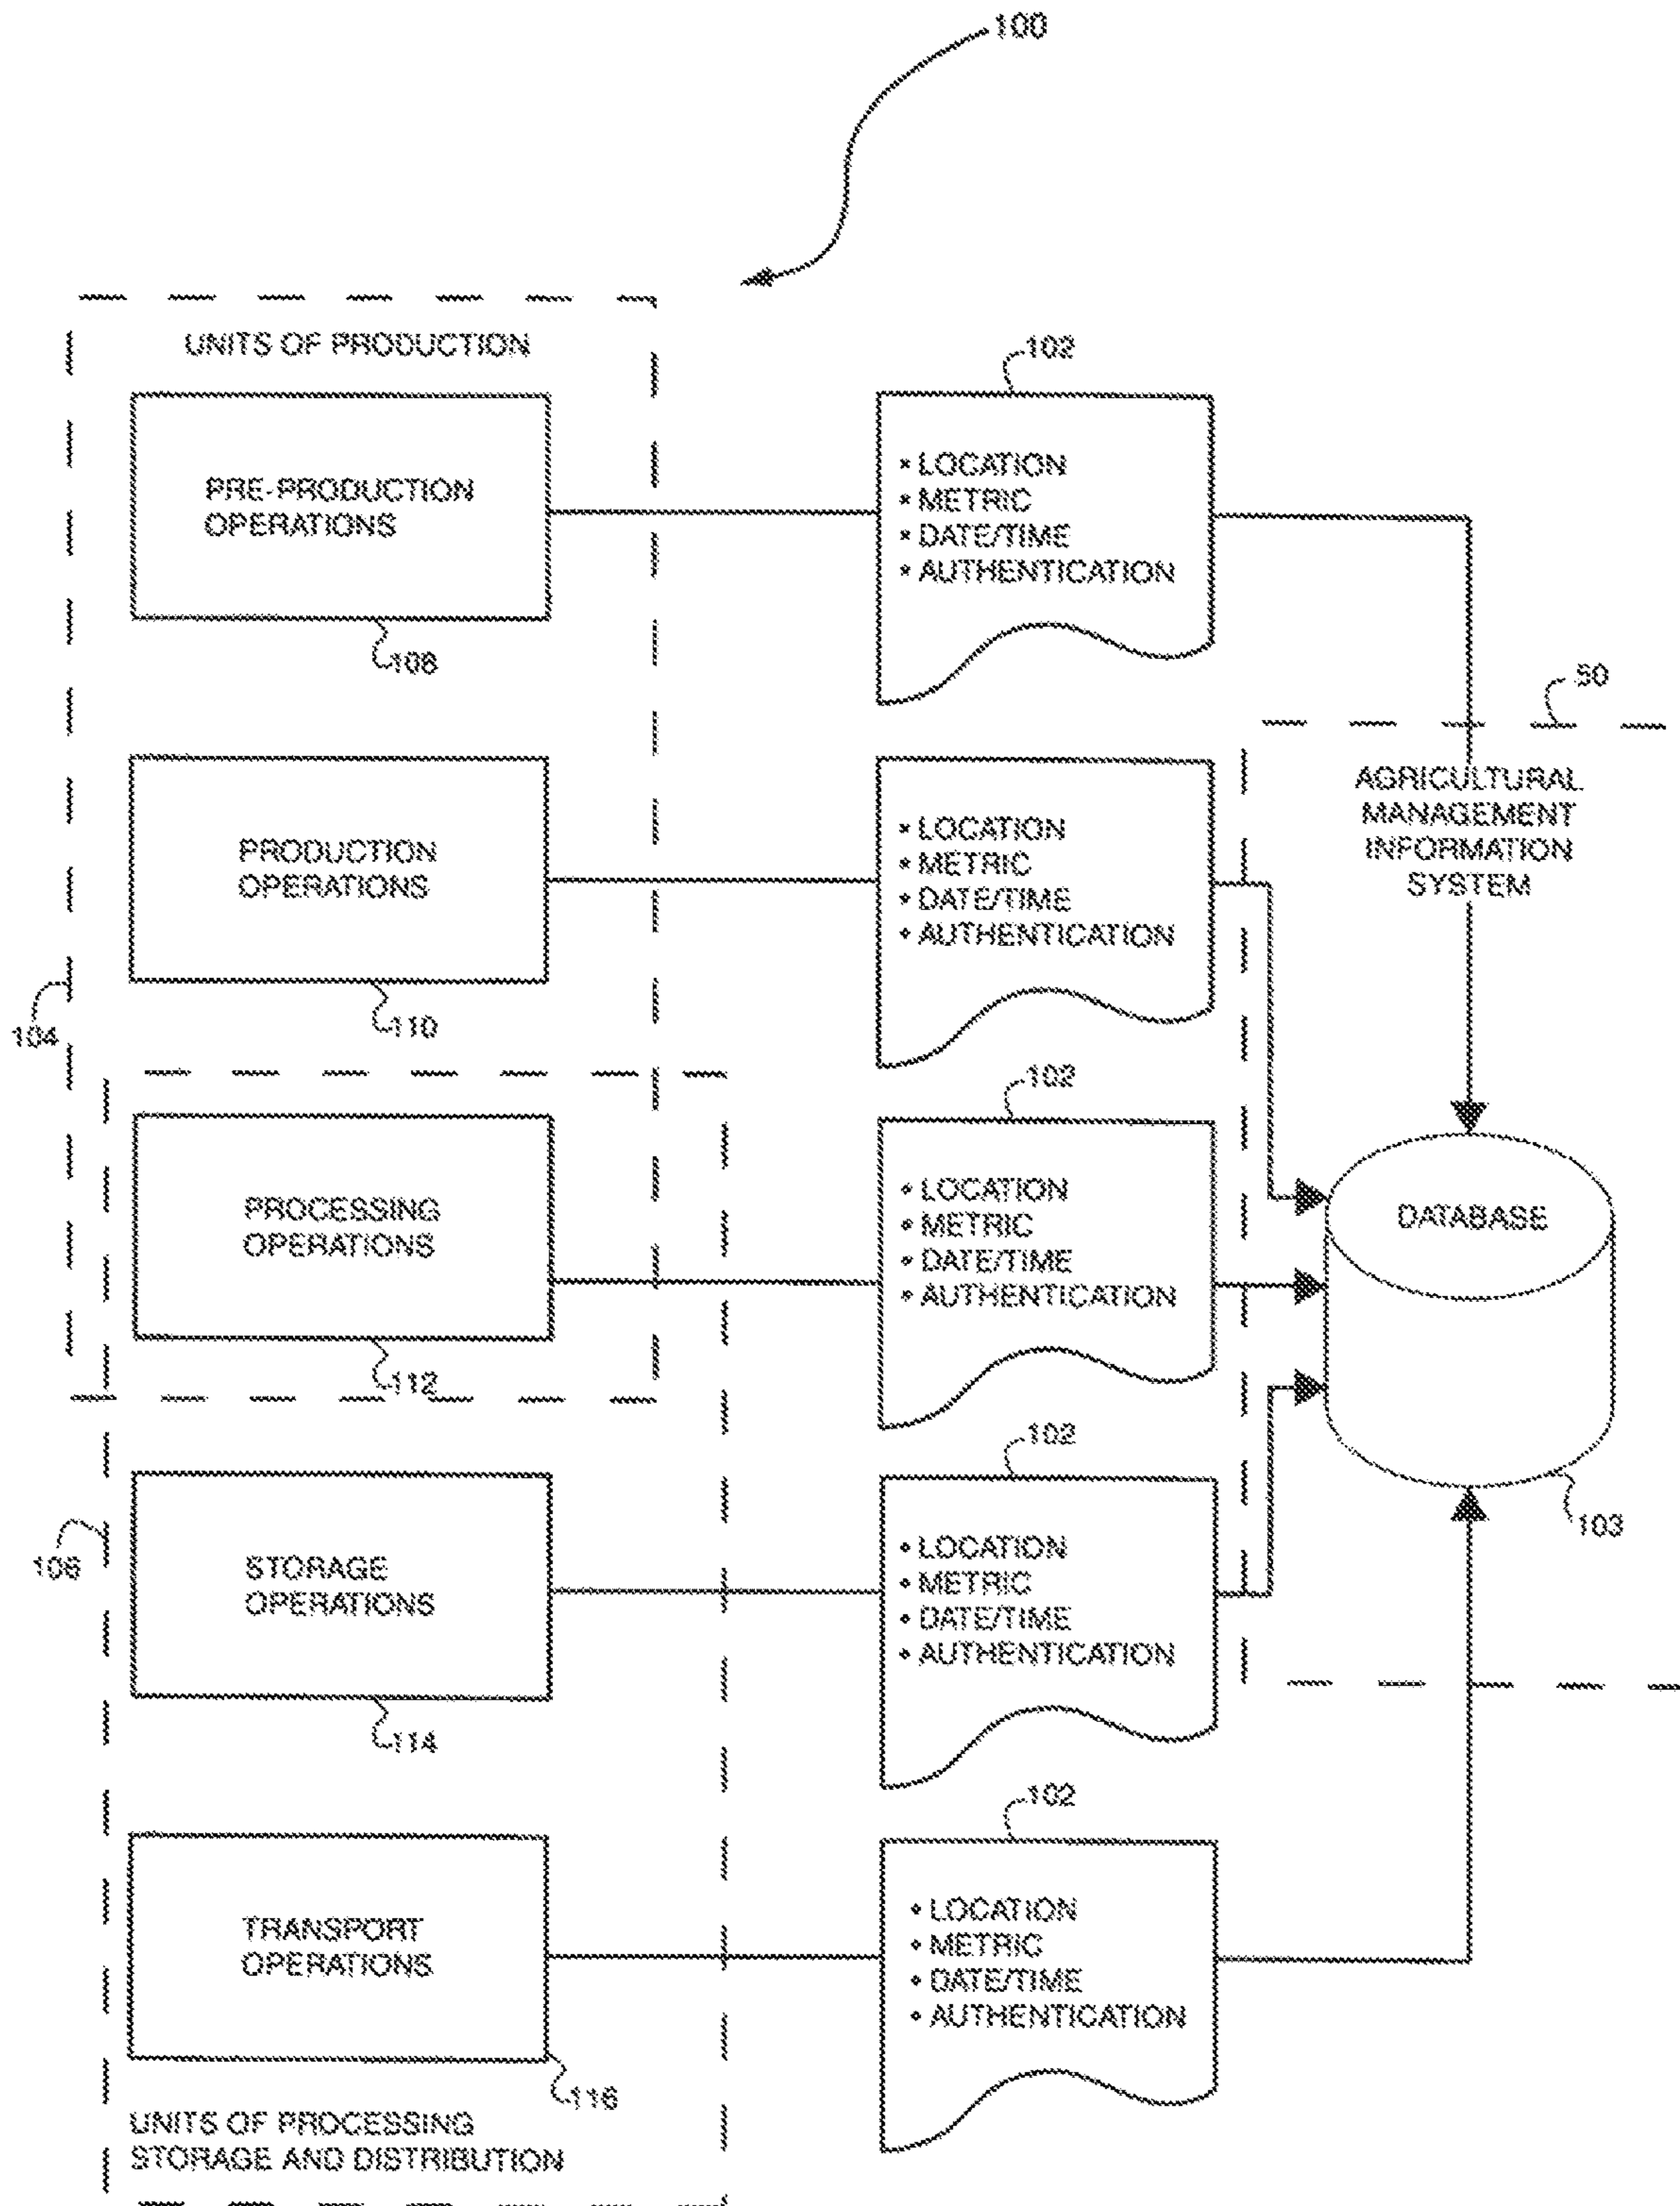 100
UNITS OF PRODUCTION
PRE-PRODUCTION
OPERATIONS
108
102
• LOCATION
• METRIC
• DATE/TIME
• AUTHENTICATION
50
AGRICULTURAL
MANAGEMENT
INFORMATION
SYSTEM
PRODUCTION
OPERATIONS
110
104
• LOCATION
• METRIC
• DATE/TIME
• AUTHENTICATION
PROCESSING
OPERATIONS
112
102
• LOCATION
• METRIC
• DATE/TIME
• AUTHENTICATION
DATABASE
103
STORAGE
OPERATIONS
114
106
102
• LOCATION
• METRIC
• DATE/TIME
• AUTHENTICATION
TRANSPORT
OPERATIONS
116
102
• LOCATION
• METRIC
• DATE/TIME
• AUTHENTICATION
UNITS OF PROCESSING
STORAGE AND DISTRIBUTION